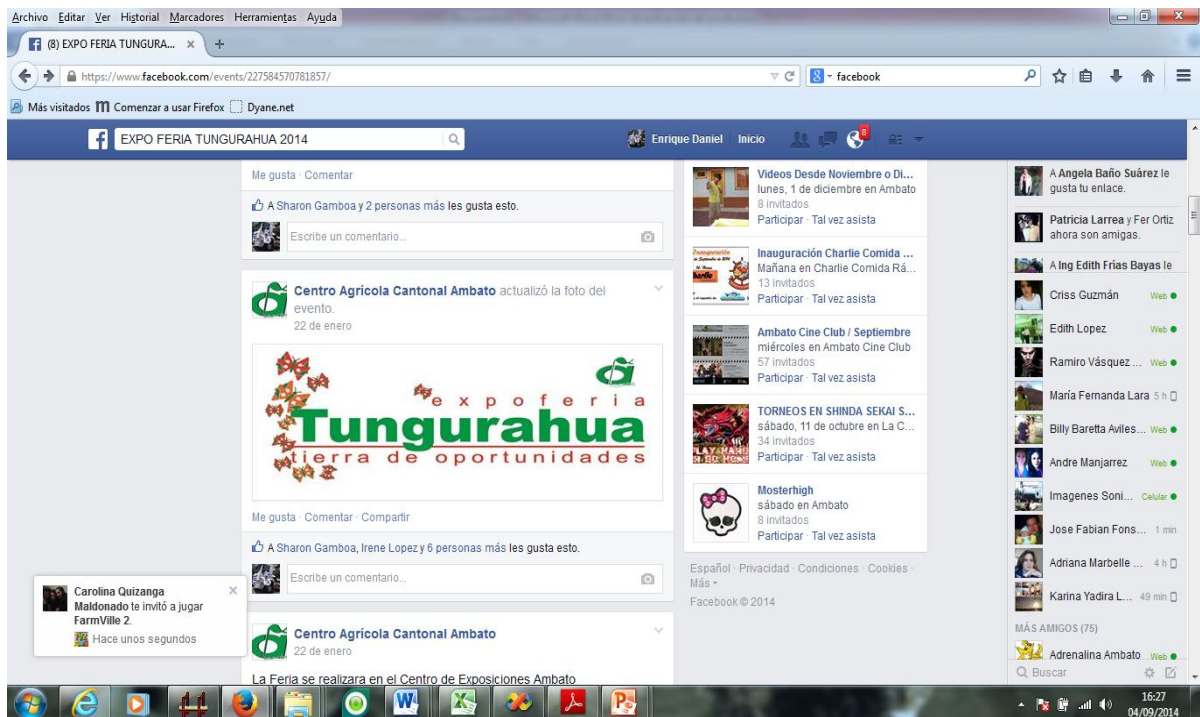 Archivo Editar Ver Historial Marcadores Herramientas Ayuda
(8) EXPO FERIA TUNGURA...
https://www.facebook.com/events/227584570781857/
facebook
Más visitados
Comenzar a usar Firefox
Dyane.net
EXPO FERIA TUNGURAHUA 2014
Enrique Daniel
Inicio
8
Me gusta · Comentar
A Sharon Gamboa y 2 personas más les gusta esto.
Escribe un comentario...
Centro Agrícola Cantonal Ambato actualizó la foto del
evento.
22 de enero
expoferia
Tungurahua
tierra de oportunidades
Me gusta · Comentar · Compartir
A Sharon Gamboa, Irene Lopez y 6 personas más les gusta esto.
Escribe un comentario...
Centro Agrícola Cantonal Ambato
22 de enero
La Feria se realizara en el Centro de Exposiciones Ambato
Carolina Quizanga
Maldonado te invitó a jugar
FarmVille 2.
Hace unos segundos
Videos Desde Noviembre o Di...
lunes, 1 de diciembre en Ambato
8 invitados
Participar · Tal vez asista
Inauguración Charlie Comida ...
Mañana en Charlie Comida Rá...
13 invitados
Participar · Tal vez asista
Ambato Cine Club / Septiembre
miércoles en Ambato Cine Club
57 invitados
Participar · Tal vez asista
TORNEOS EN SHINDA SEKAI S...
sábado, 11 de octubre en La C...
34 invitados
Participar · Tal vez asista
Mosterhigh
sábado en Ambato
8 invitados
Participar · Tal vez asista
Español · Privacidad · Condiciones · Cookies ·
Más
Facebook © 2014
A Angela Baño Suárez le
gusta tu enlace.
Patricia Larrea y Fer Ortiz
ahora son amigas.
A Ing Edith Frias Bayas le
Criss Guzmán Web
Edith Lopez Web
Ramiro Vásquez ... Web
María Fernanda Lara 5 h
Billy Baretta Aviles... Web
Andre Manjarrez Web
Imagenes Soni... Celular
Jose Fabian Fons... 1 min
Adriana Marbelle ... 4 h
Karina Yadira L... 49 min
MÁS AMIGOS (75)
Adrenalina Ambato Web
Buscar
16:27
04/09/2014